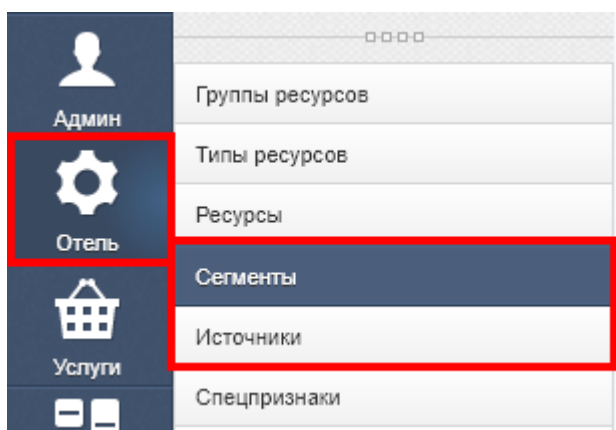 Админ
Отель
Услуги
Группы ресурсов
Типы ресурсов
Ресурсы
Сегменты
Источники
Спецпризнаки